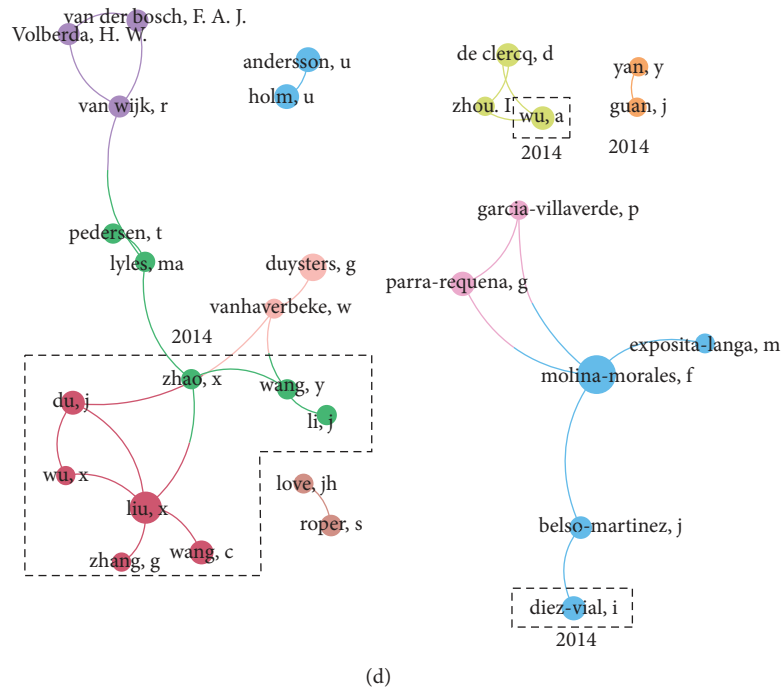 van der bosch, F. A. J.
Volberda, H. W.
van wijk, r
andersson, u
holm, u
de clercq, d
zhou. I
wu, a
2014
yan, y
guan, j
2014
pedersen, t
lyles, ma
duysters, g
vanhaverbeke, w
2014
zhao, x
wang, y
li, j
du, j
wu, x
liu, x
zhang, g
wang, c
love, jh
roper, s
garcia-villaverde, p
parra-requena, g
exposita-langa, m
molina-morales, f
belso-martinez, j
diez-vial, i
2014
(d)